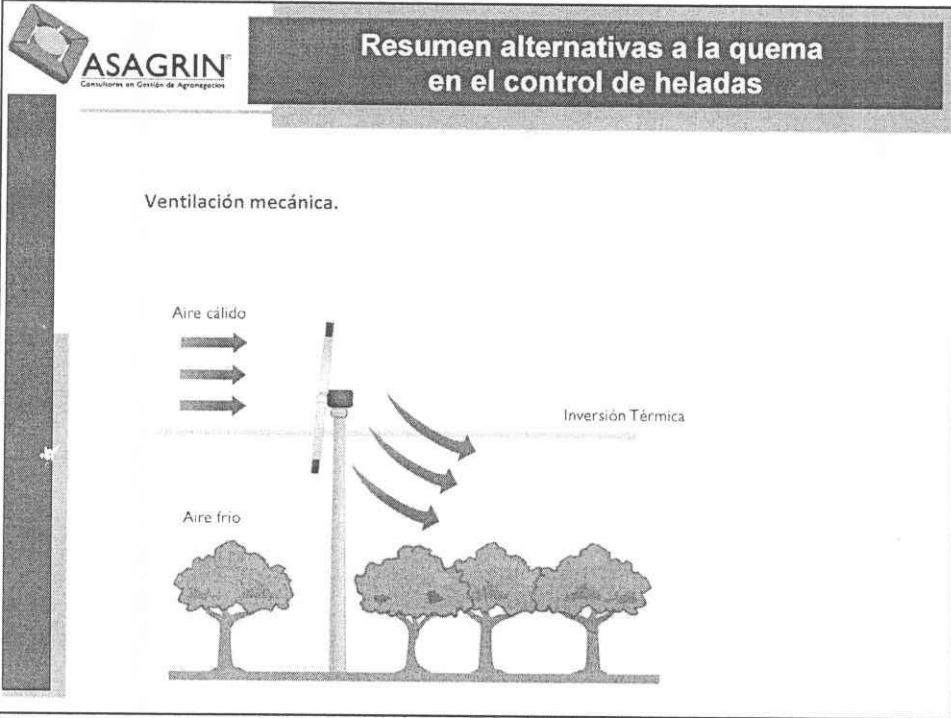 ASAGRIN
Consultores en Gestión de Agronegocios
Resumen alternativas a la quema
en el control de heladas
Ventilación mecánica.
Aire cálido
Inversión Térmica
Aire frio